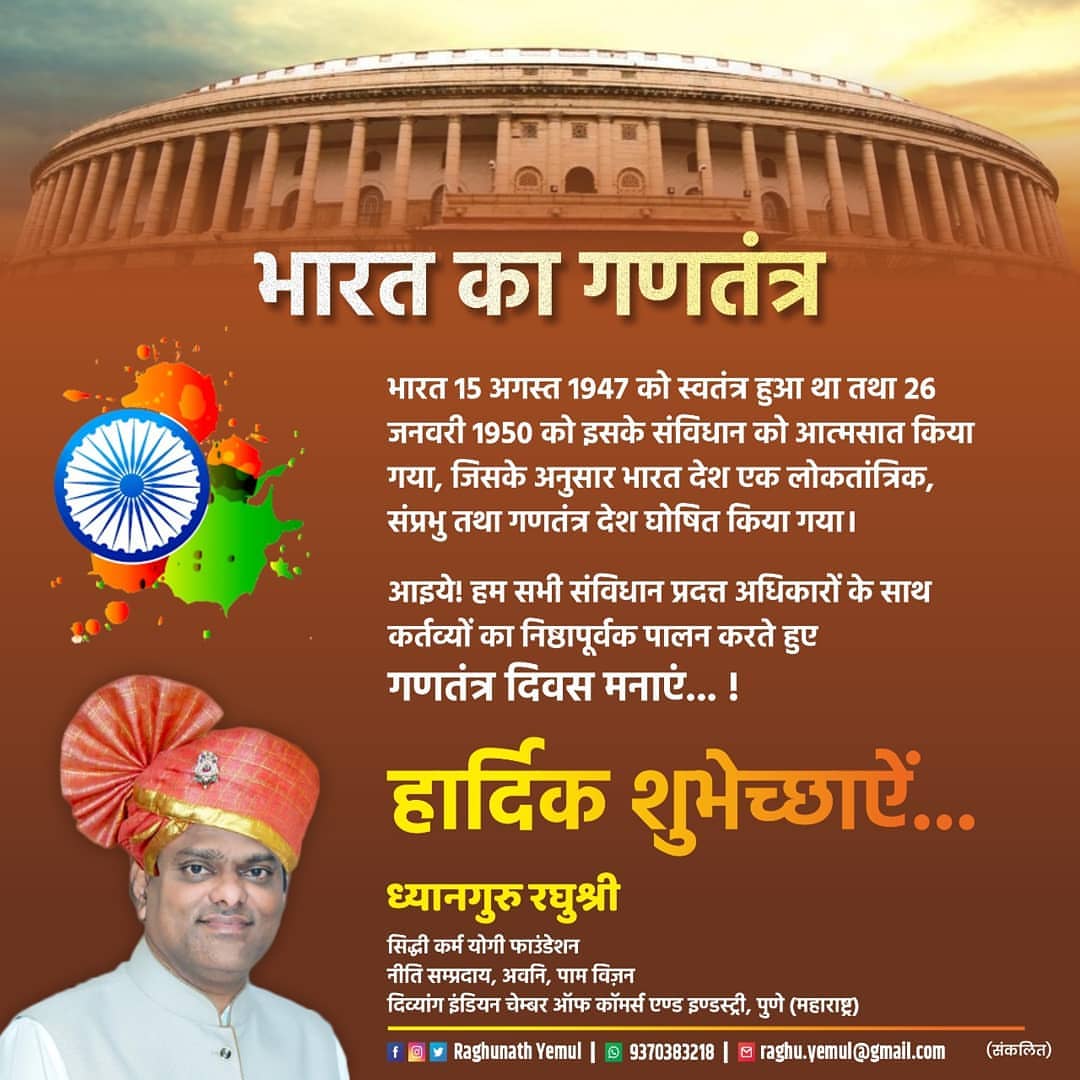 भारत का गणतंत्र
भारत 15 अगस्त 1947 को स्वतंत्र हुआ था तथा 26
जनवरी 1950 को इसके संविधान को आत्मसात किया
गया, जिसके अनुसार भारत देश एक लोकतांत्रिक,
संप्रभु तथा गणतंत्र देश घोषित किया गया।
आइये! हम सभी संविधान प्रदत्त अधिकारों के साथ
कर्तव्यों का निष्ठापूर्वक पालन करते हुए
गणतंत्र दिवस मनाएं... !
हार्दिक शुभेच्छाऐं...
ध्यानगुरु रघुश्री
सिद्धी कर्म योगी फाउंडेशन
नीति सम्प्रदाय, अवनि, पाम विज़न
दिव्यांग इंडियन चेम्बर ऑफ कॉमर्स एण्ड इण्डस्ट्री, पुणे (महाराष्ट्र)
Raghunath Yemul | 9370383218 | raghu.yemul@gmail.com (संकलित)